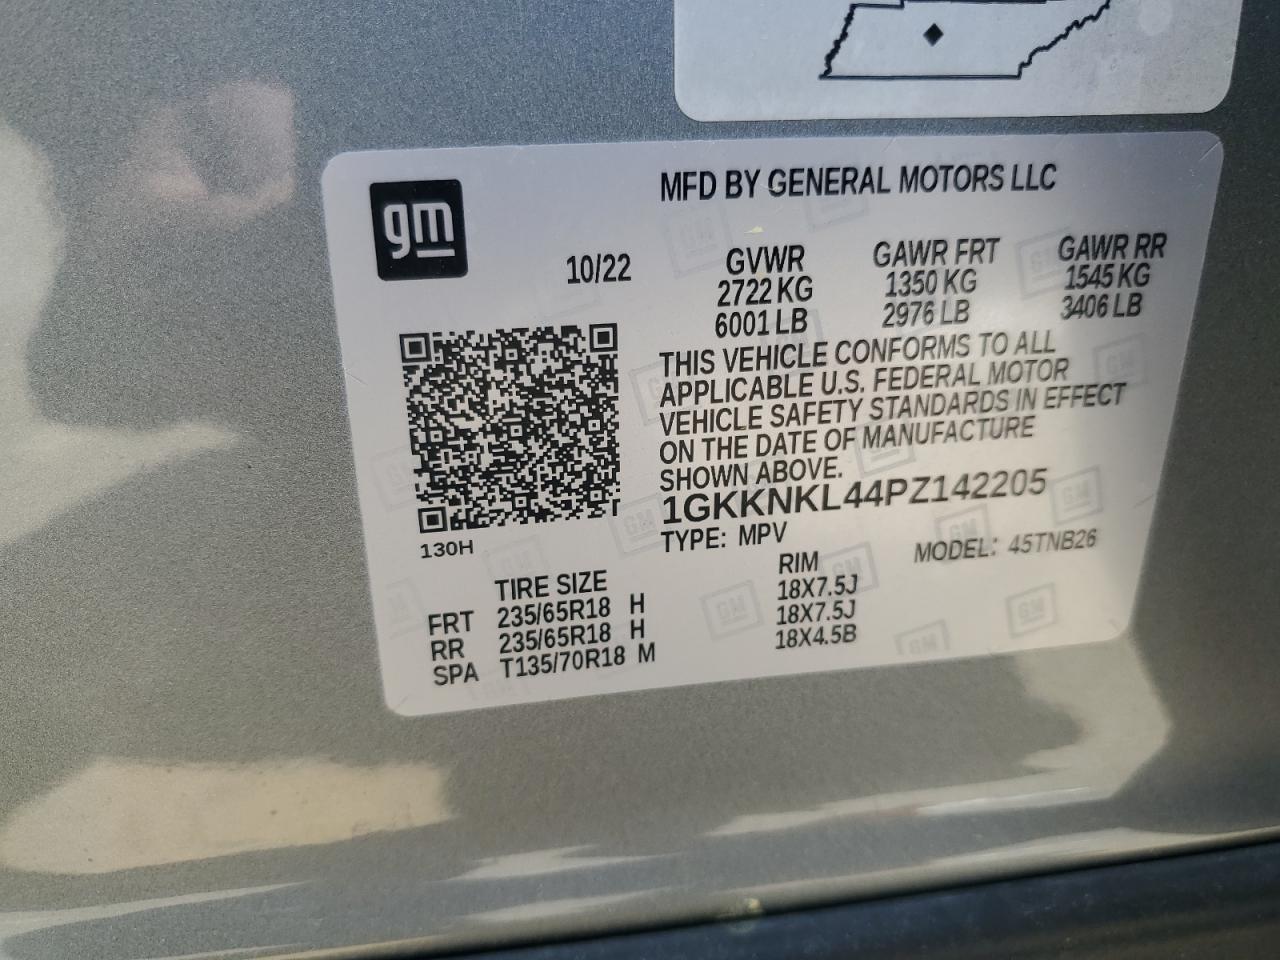 gm
MFD BY GENERAL MOTORS LLC
10/22
GVWR GAWR FRT GAWR RR
2722 KG 1350 KG 1545 KG
6001 LB 2976 LB 3406 LB
THIS VEHICLE CONFORMS TO ALL
APPLICABLE U.S. FEDERAL MOTOR
VEHICLE SAFETY STANDARDS IN EFFECT
ON THE DATE OF MANUFACTURE
SHOWN ABOVE.
1GKKNKL44PZ142205
TYPE: MPV MODEL: 45TNB26
130H
TIRE SIZE RIM
FRT 235/65R18 H 18X7.5J
RR 235/65R18 H 18X7.5J
SPA T135/70R18 M 18X4.5B